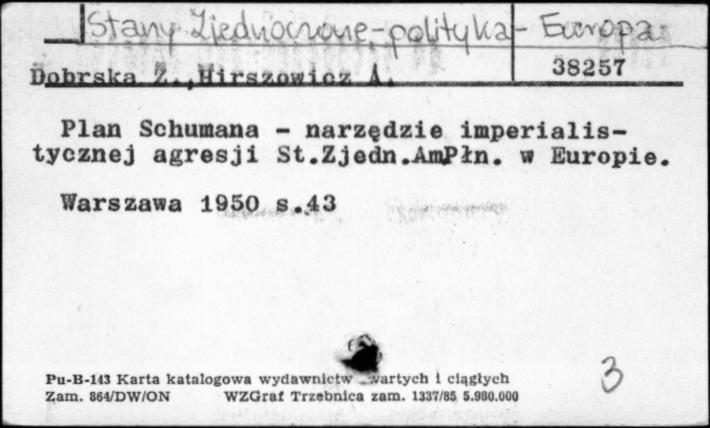 Stany Zjednoczone - polityka - Europa
Dobrska Z., Hirszowicz A.
38257
Plan Schumana - narzędzie imperialis-
tycznej agresji St.Zjedn.AmPłn. w Europie.
Warszawa 1950 s.43
3
Pu-B-143 Karta katalogowa wydawnictw wartych i ciągłych
Zam. 864/DW/ON WZGraf Trzebnica zam. 1337/85 5.980.000